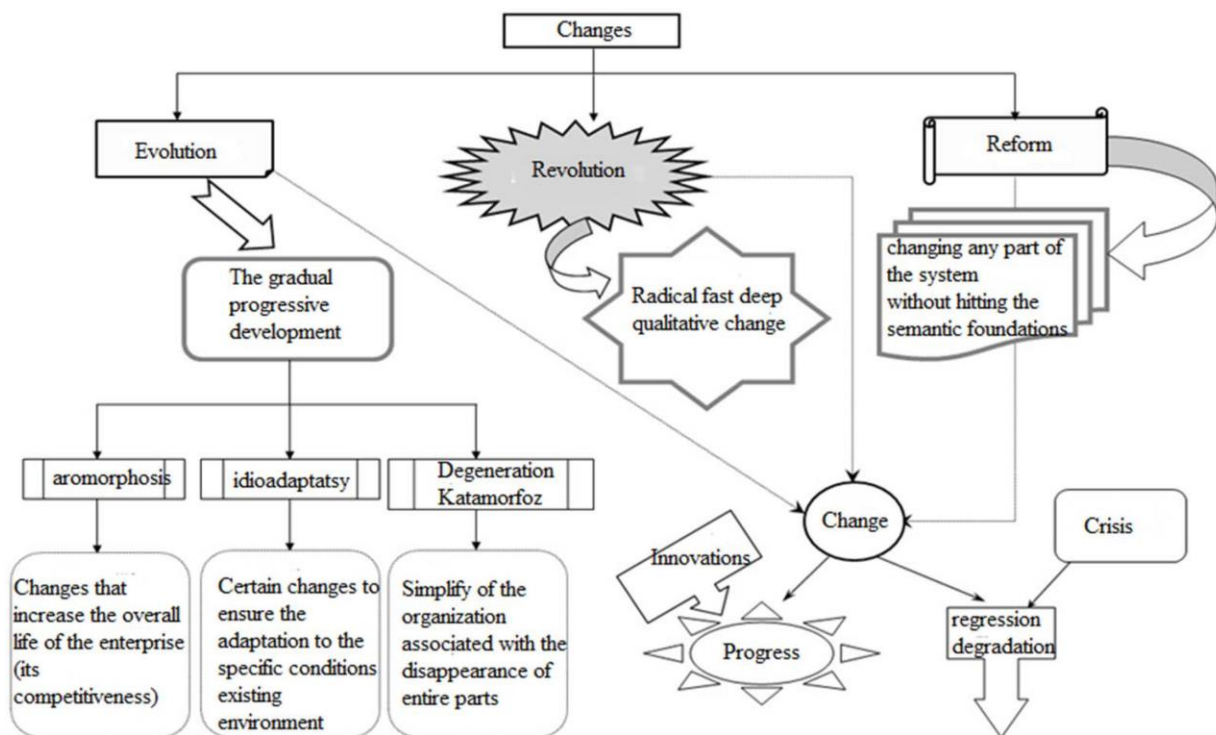 Changes
Evolution
Revolution
Reform
The gradual
progressive
development
Radical fast deep
qualitative change
changing any part of
the system
without hitting the
semantic foundations
aromorphosis
idioadaptatsy
Degeneration
Katamorfoz
Changes that
increase the overall
life of the enterprise
(its
competitiveness)
Certain changes to
ensure the
adaptation to the
specific conditions
existing
environment
Simplify of the
organization
associated with the
disappearance of
entire parts
Change
Crisis
Innovations
Progress
regression
degradation